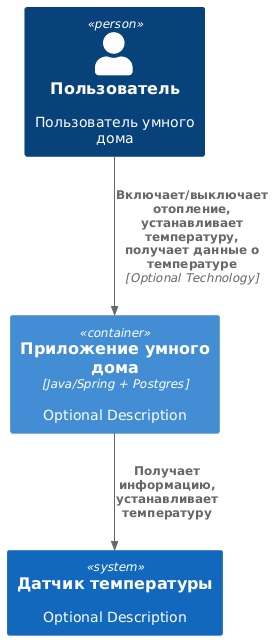 «person»
Пользователь
Пользователь умного
дома
Включает/выключает
отопление,
устанавливает
температуру,
получает данные о
температуре
[Optional Technology]
«container»
Приложение умного
дома
[Java/Spring + Postgres]
Optional Description
Получает
информацию,
устанавливает
температуру
«system»
Датчик температуры
Optional Description